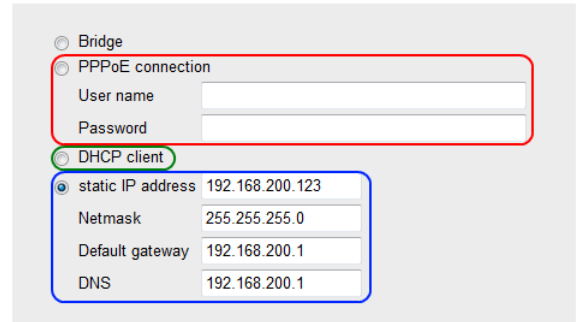 Bridge
PPPoE connection
User name
Password
DHCP client
static IP address 192.168.200.123
Netmask 255.255.255.0
Default gateway 192.168.200.1
DNS 192.168.200.1